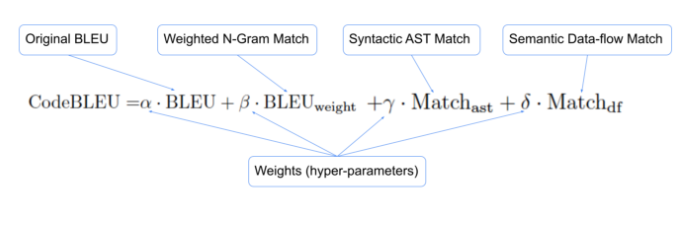 Original BLEU
Weighted N-Gram Match
Syntactic AST Match
Semantic Data-flow Match
CodeBLEU =α · BLEU + β · BLEU_weight +γ · Match_ast + δ · Match_df
Weights (hyper-parameters)